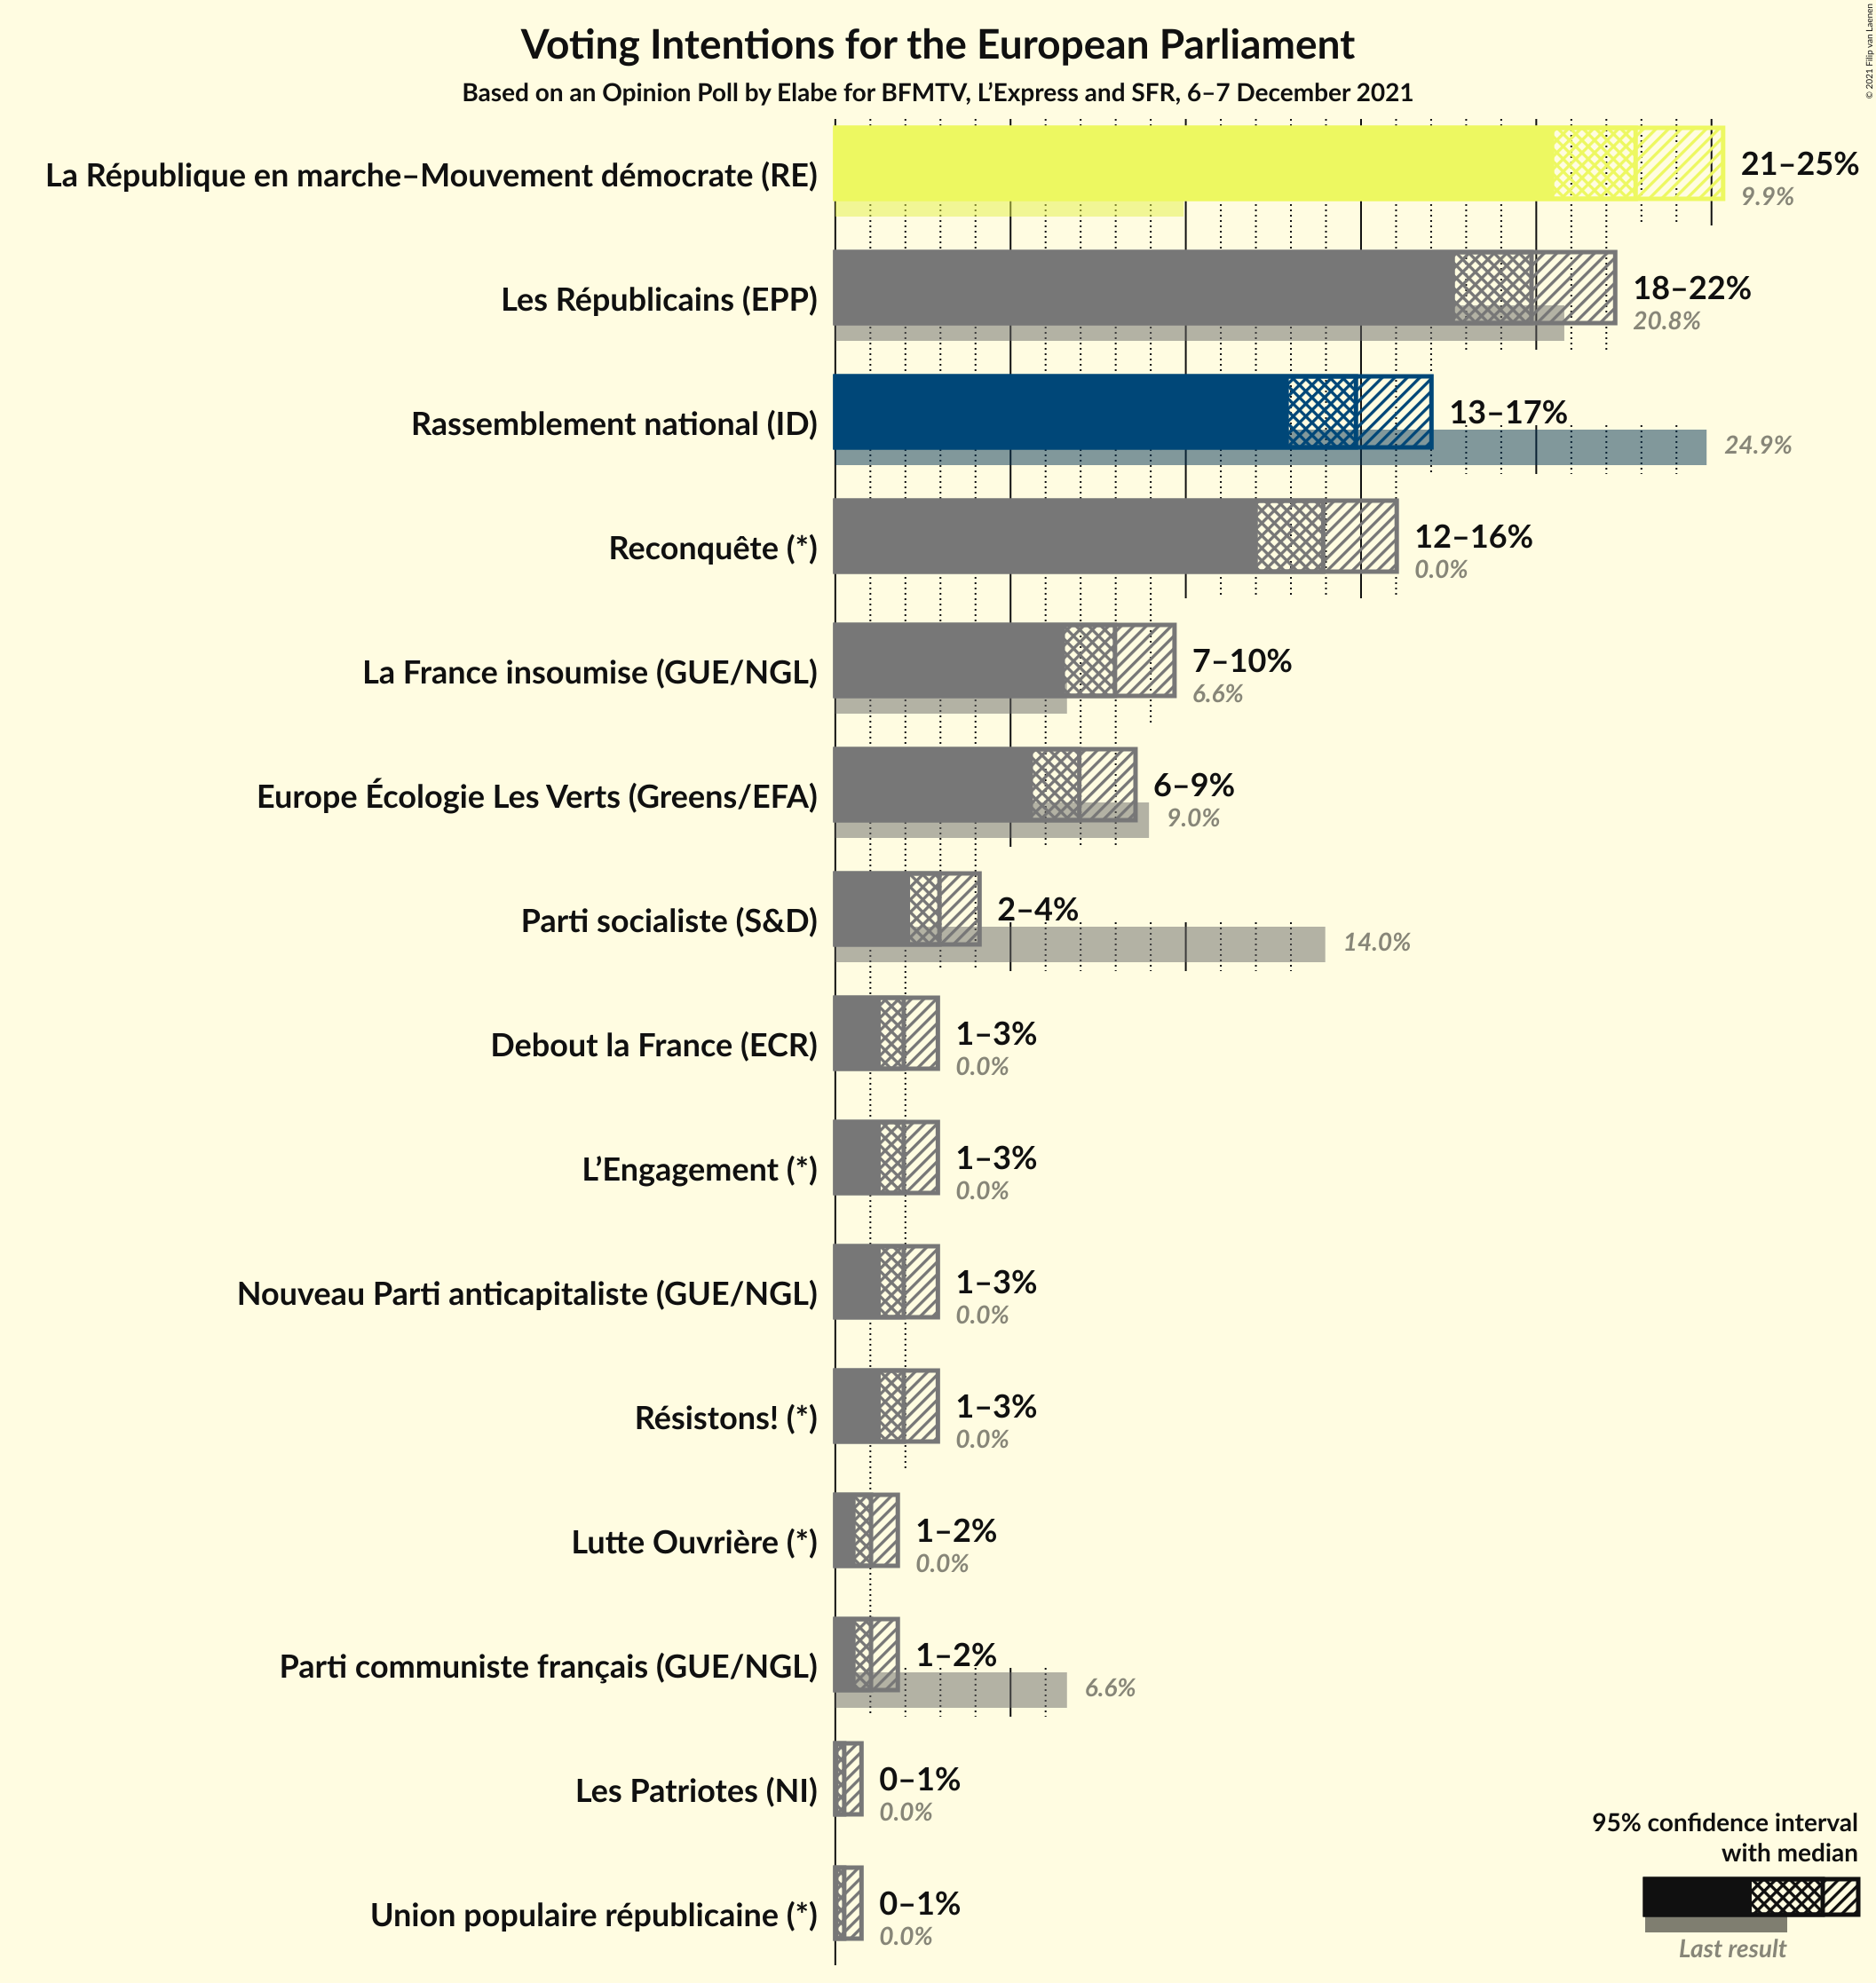 Voting Intentions for the European Parliament
Based on an Opinion Poll by Elabe for BFMTV, L’Express and SFR, 6–7 December 2021
© 2021 Filip van Laenen
La République en marche–Mouvement démocrate (RE)
21–25%
9.9%
Les Républicains (EPP)
18–22%
20.8%
Rassemblement national (ID)
13–17%
24.9%
Reconquête (*)
12–16%
0.0%
La France insoumise (GUE/NGL)
7–10%
6.6%
Europe Écologie Les Verts (Greens/EFA)
6–9%
9.0%
Parti socialiste (S&D)
2–4%
14.0%
Debout la France (ECR)
1–3%
0.0%
L’Engagement (*)
1–3%
0.0%
Nouveau Parti anticapitaliste (GUE/NGL)
1–3%
0.0%
Résistons! (*)
1–3%
0.0%
Lutte Ouvrière (*)
1–2%
0.0%
Parti communiste français (GUE/NGL)
1–2%
6.6%
Les Patriotes (NI)
0–1%
0.0%
Union populaire républicaine (*)
0–1%
0.0%
95% confidence interval
with median
Last result